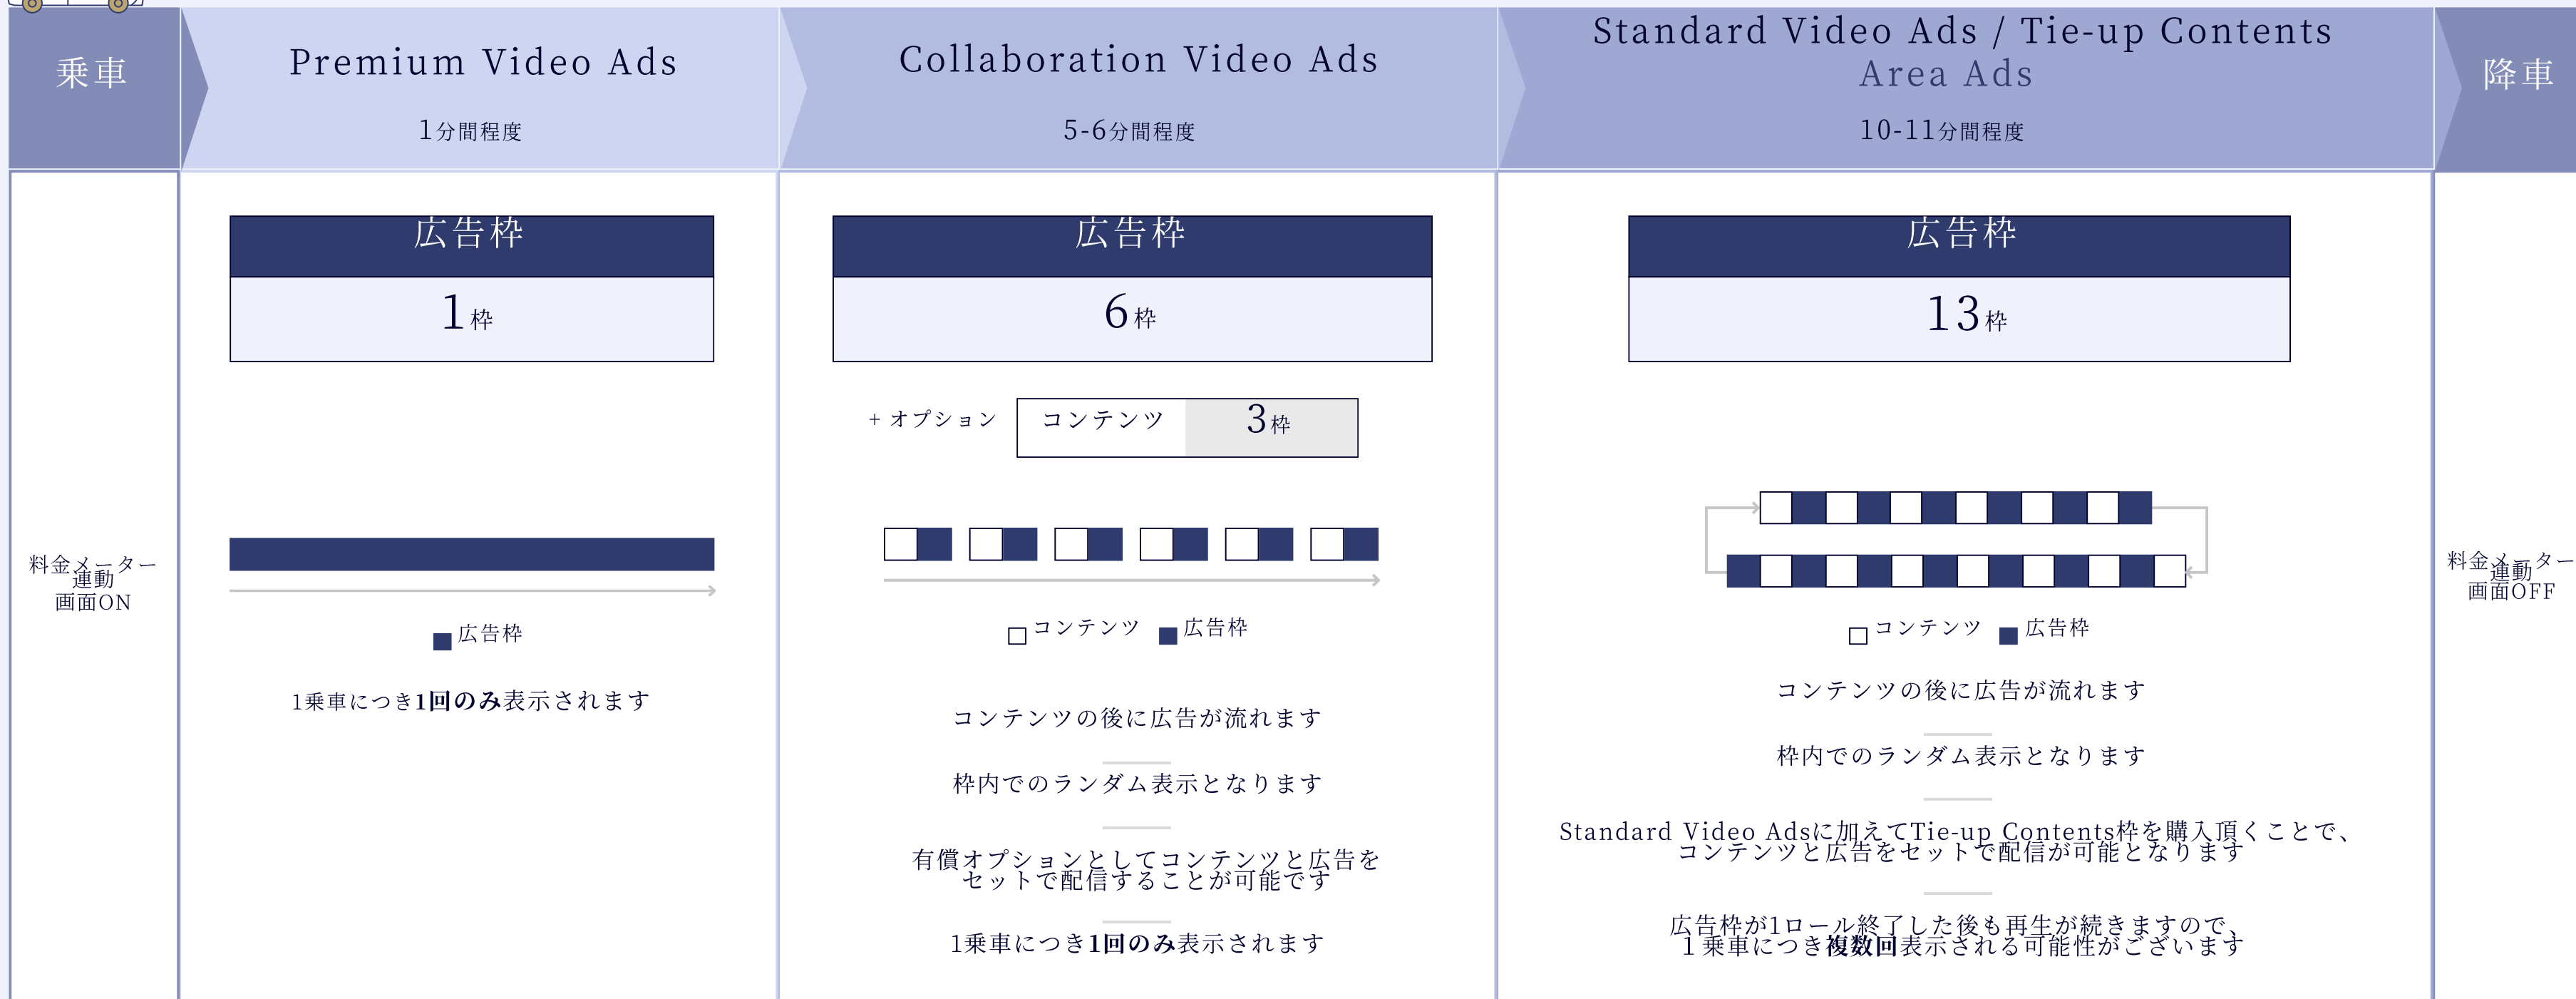 乗車
Premium Video Ads
1分間程度
Collaboration Video Ads
5-6分間程度
Standard Video Ads / Tie-up Contents
Area Ads
10-11分間程度
降車
料金メーター
連動
画面ON
広告枠
1枠
広告枠
1乗車につき1回のみ表示されます
広告枠
6枠
+ オプション
コンテンツ
3枠
コンテンツ 広告枠
コンテンツの後に広告が流れます
枠内でのランダム表示となります
有償オプションとしてコンテンツと広告を
セットで配信することが可能です
1乗車につき1回のみ表示されます
広告枠
13枠
コンテンツ 広告枠
コンテンツの後に広告が流れます
枠内でのランダム表示となります
Standard Video Adsに加えてTie-up Contents枠を購入頂くことで、
コンテンツと広告をセットで配信が可能となります
広告枠が1ロール終了した後も再生が続きますので、
１乗車につき複数回表示される可能性がございます
料金メーター
連動
画面OFF